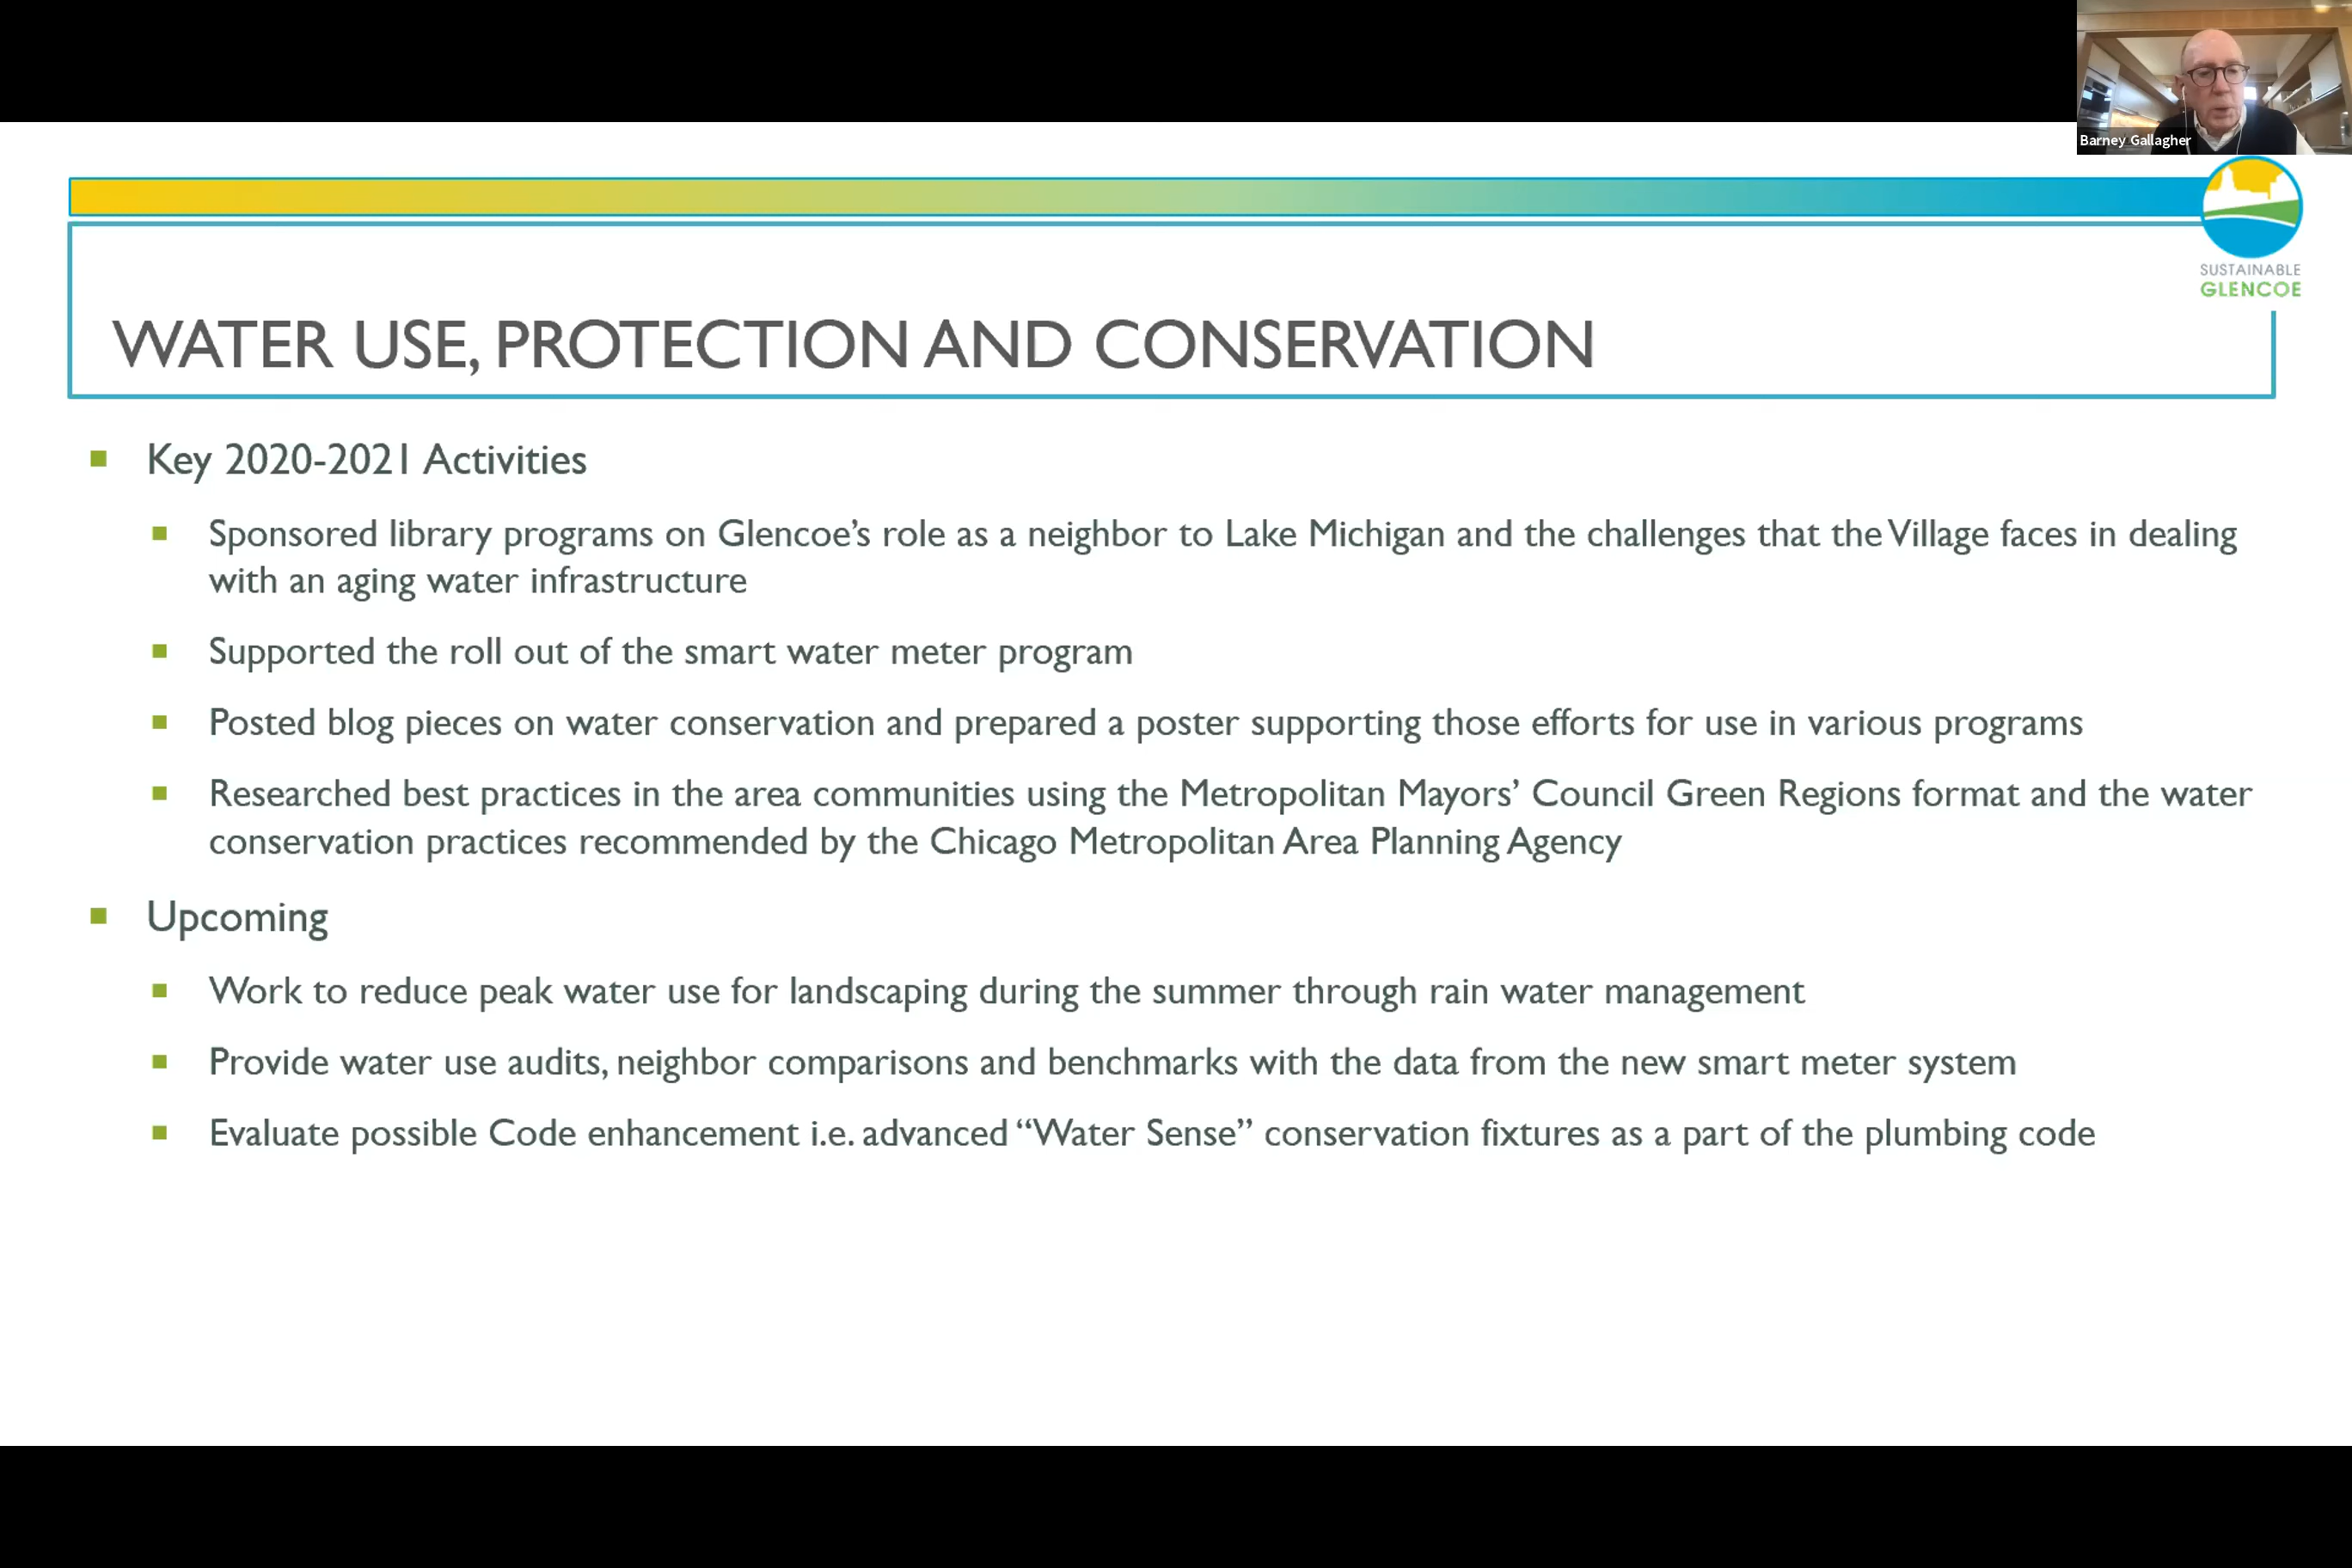 Barney Gallagher
SUSTAINABLE
GLENCOE
WATER USE, PROTECTION AND CONSERVATION
Key 2020-2021 Activities
Sponsored library programs on Glencoe’s role as a neighbor to Lake Michigan and the challenges that the Village faces in dealing
with an aging water infrastructure
Supported the roll out of the smart water meter program
Posted blog pieces on water conservation and prepared a poster supporting those efforts for use in various programs
Researched best practices in the area communities using the Metropolitan Mayors’ Council Green Regions format and the water
conservation practices recommended by the Chicago Metropolitan Area Planning Agency
Upcoming
Work to reduce peak water use for landscaping during the summer through rain water management
Provide water use audits, neighbor comparisons and benchmarks with the data from the new smart meter system
Evaluate possible Code enhancement i.e. advanced “Water Sense” conservation fixtures as a part of the plumbing code